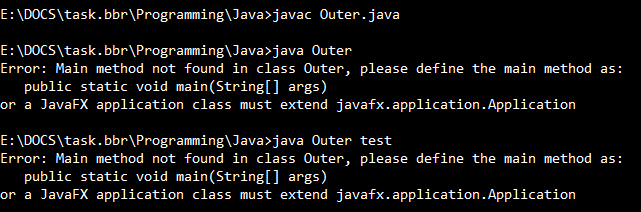 E:\DOCS\task.bbr\Programming\Java>javac Outer.java
E:\DOCS\task.bbr\Programming\Java>java Outer
Error: Main method not found in class Outer, please define the main method as:
   public static void main(String[] args)
or a JavaFX application class must extend javafx.application.Application
E:\DOCS\task.bbr\Programming\Java>java Outer test
Error: Main method not found in class Outer, please define the main method as:
   public static void main(String[] args)
or a JavaFX application class must extend javafx.application.Application